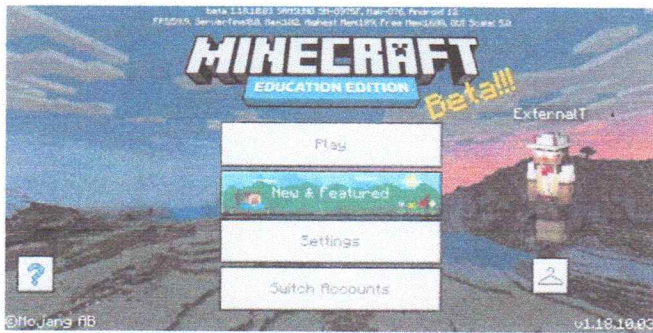 MINECRAFT
EDUCATION EDITION
Beta!!!
ExternalT
Play
New & Featured
Settings
Switch Accounts
©Mojang AB
v1.18.10.03